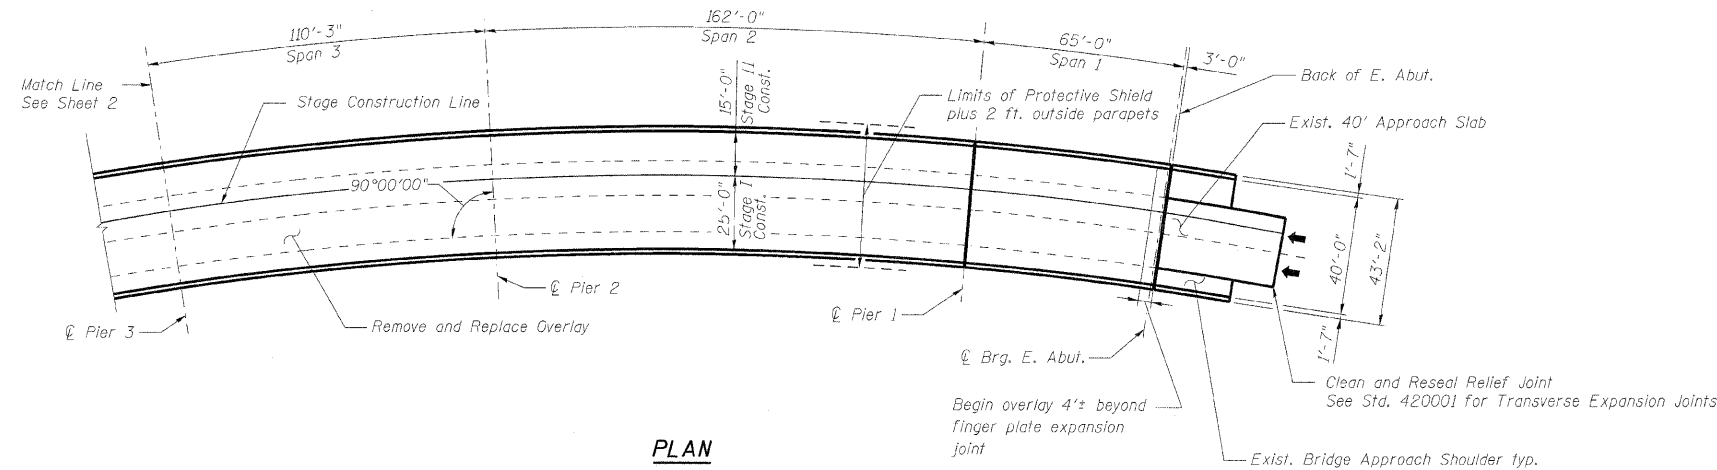 110'-3"
Span 3
162'-0"
Span 2
65'-0"
Span 1
3'-0"
Match Line
See Sheet 2
Stage Construction Line
15'-0"
Stage II
Const.
Limits of Protective Shield
plus 2 ft. outside parapets
Back of E. Abut.
Exist. 40' Approach Slab
1'-7"
90°00'00"
25'-0"
Stage I
Const.
40'-0"
43'-2"
1'-7"
℄ Pier 3
Remove and Replace Overlay
℄ Pier 2
℄ Pier 1
℄ Brg. E. Abut.
Clean and Reseal Relief Joint
See Std. 420001 for Transverse Expansion Joints
Begin overlay 4'± beyond
finger plate expansion
joint
Exist. Bridge Approach Shoulder typ.
PLAN